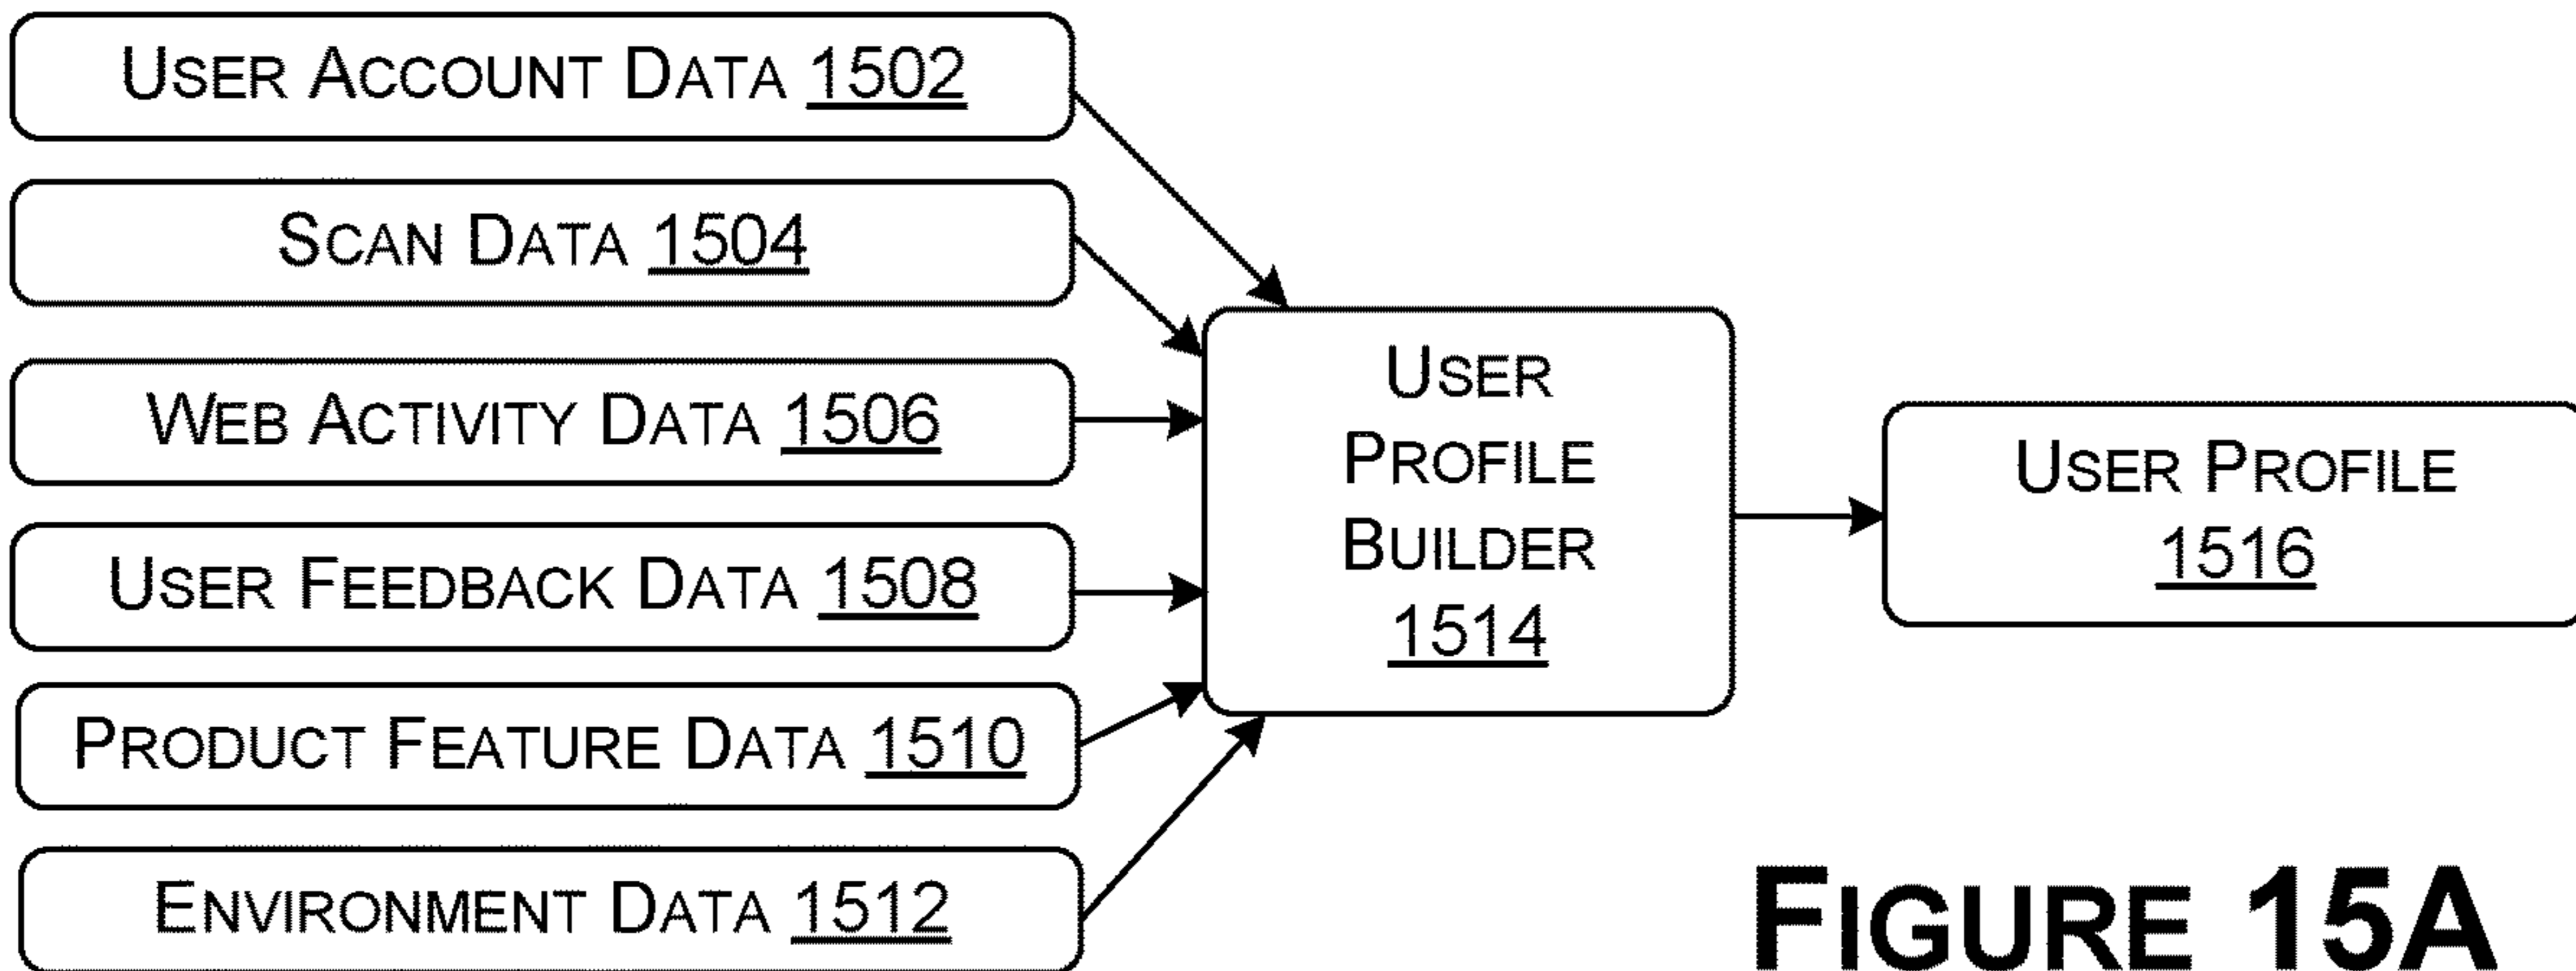 USER ACCOUNT DATA 1502
SCAN DATA 1504
WEB ACTIVITY DATA 1506
USER FEEDBACK DATA 1508
PRODUCT FEATURE DATA 1510
ENVIRONMENT DATA 1512
USER
PROFILE
BUILDER
1514
USER PROFILE
1516
FIGURE 15A